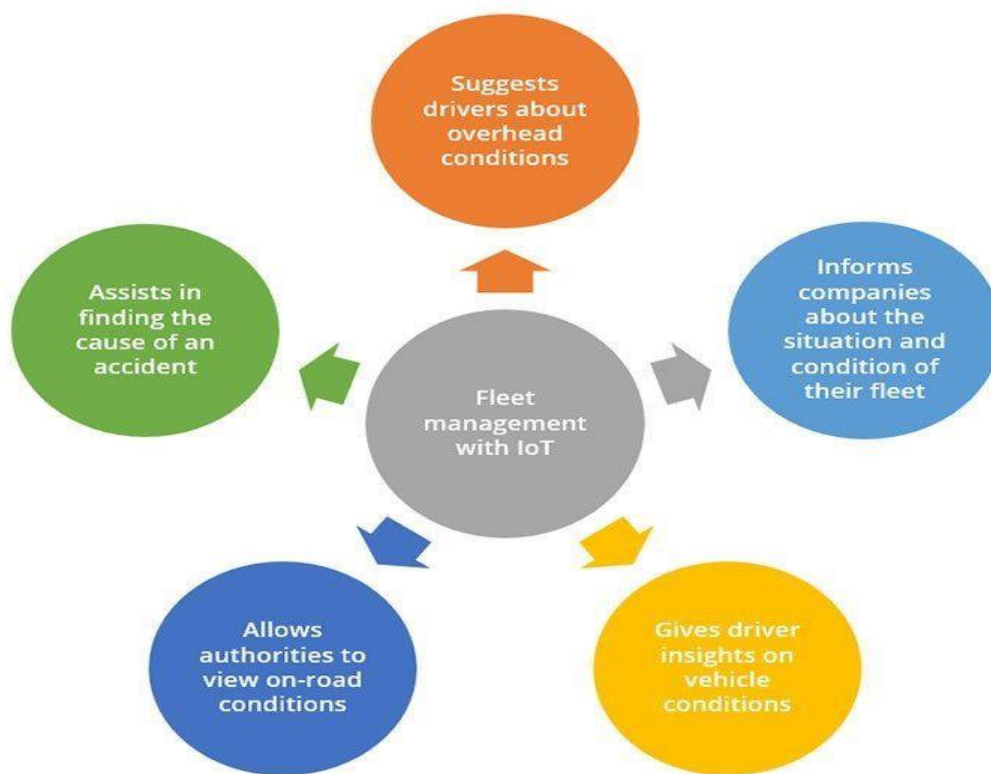 Suggests
drivers about
overhead
conditions
Informs
companies
about the
situation and
condition of
their fleet
Assists in
finding the
cause of an
accident
Fleet
management
with IoT
Allows
authorities to
view on-road
conditions
Gives driver
insights on
vehicle
conditions